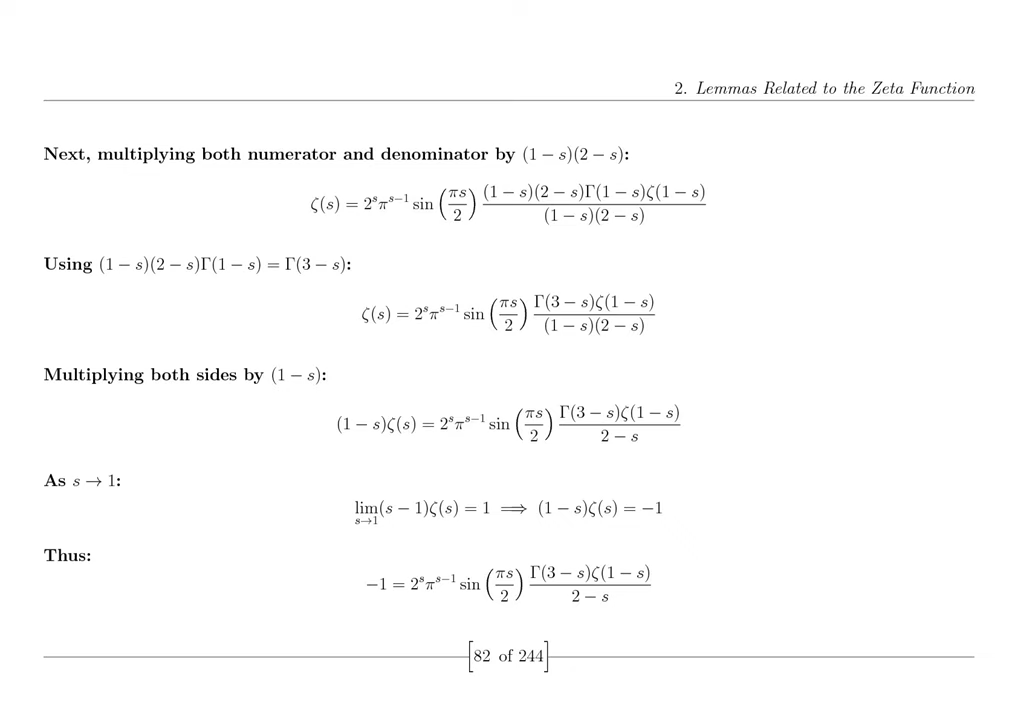 2. Lemmas Related to the Zeta Function
Next, multiplying both numerator and denominator by (1 − s)(2 − s):
ζ(s) = 2^s π^{s−1} sin(πs/2) \frac{(1 − s)(2 − s)Γ(1 − s)ζ(1 − s)}{(1 − s)(2 − s)}
Using (1 − s)(2 − s)Γ(1 − s) = Γ(3 − s):
ζ(s) = 2^s π^{s−1} sin(πs/2) \frac{Γ(3 − s)ζ(1 − s)}{(1 − s)(2 − s)}
Multiplying both sides by (1 − s):
(1 − s)ζ(s) = 2^s π^{s−1} sin(πs/2) \frac{Γ(3 − s)ζ(1 − s)}{2 − s}
As s → 1:
lim_{s→1}(s − 1)ζ(s) = 1 ⟹ (1 − s)ζ(s) = −1
Thus:
−1 = 2^s π^{s−1} sin(πs/2) \frac{Γ(3 − s)ζ(1 − s)}{2 − s}
[82 of 244]